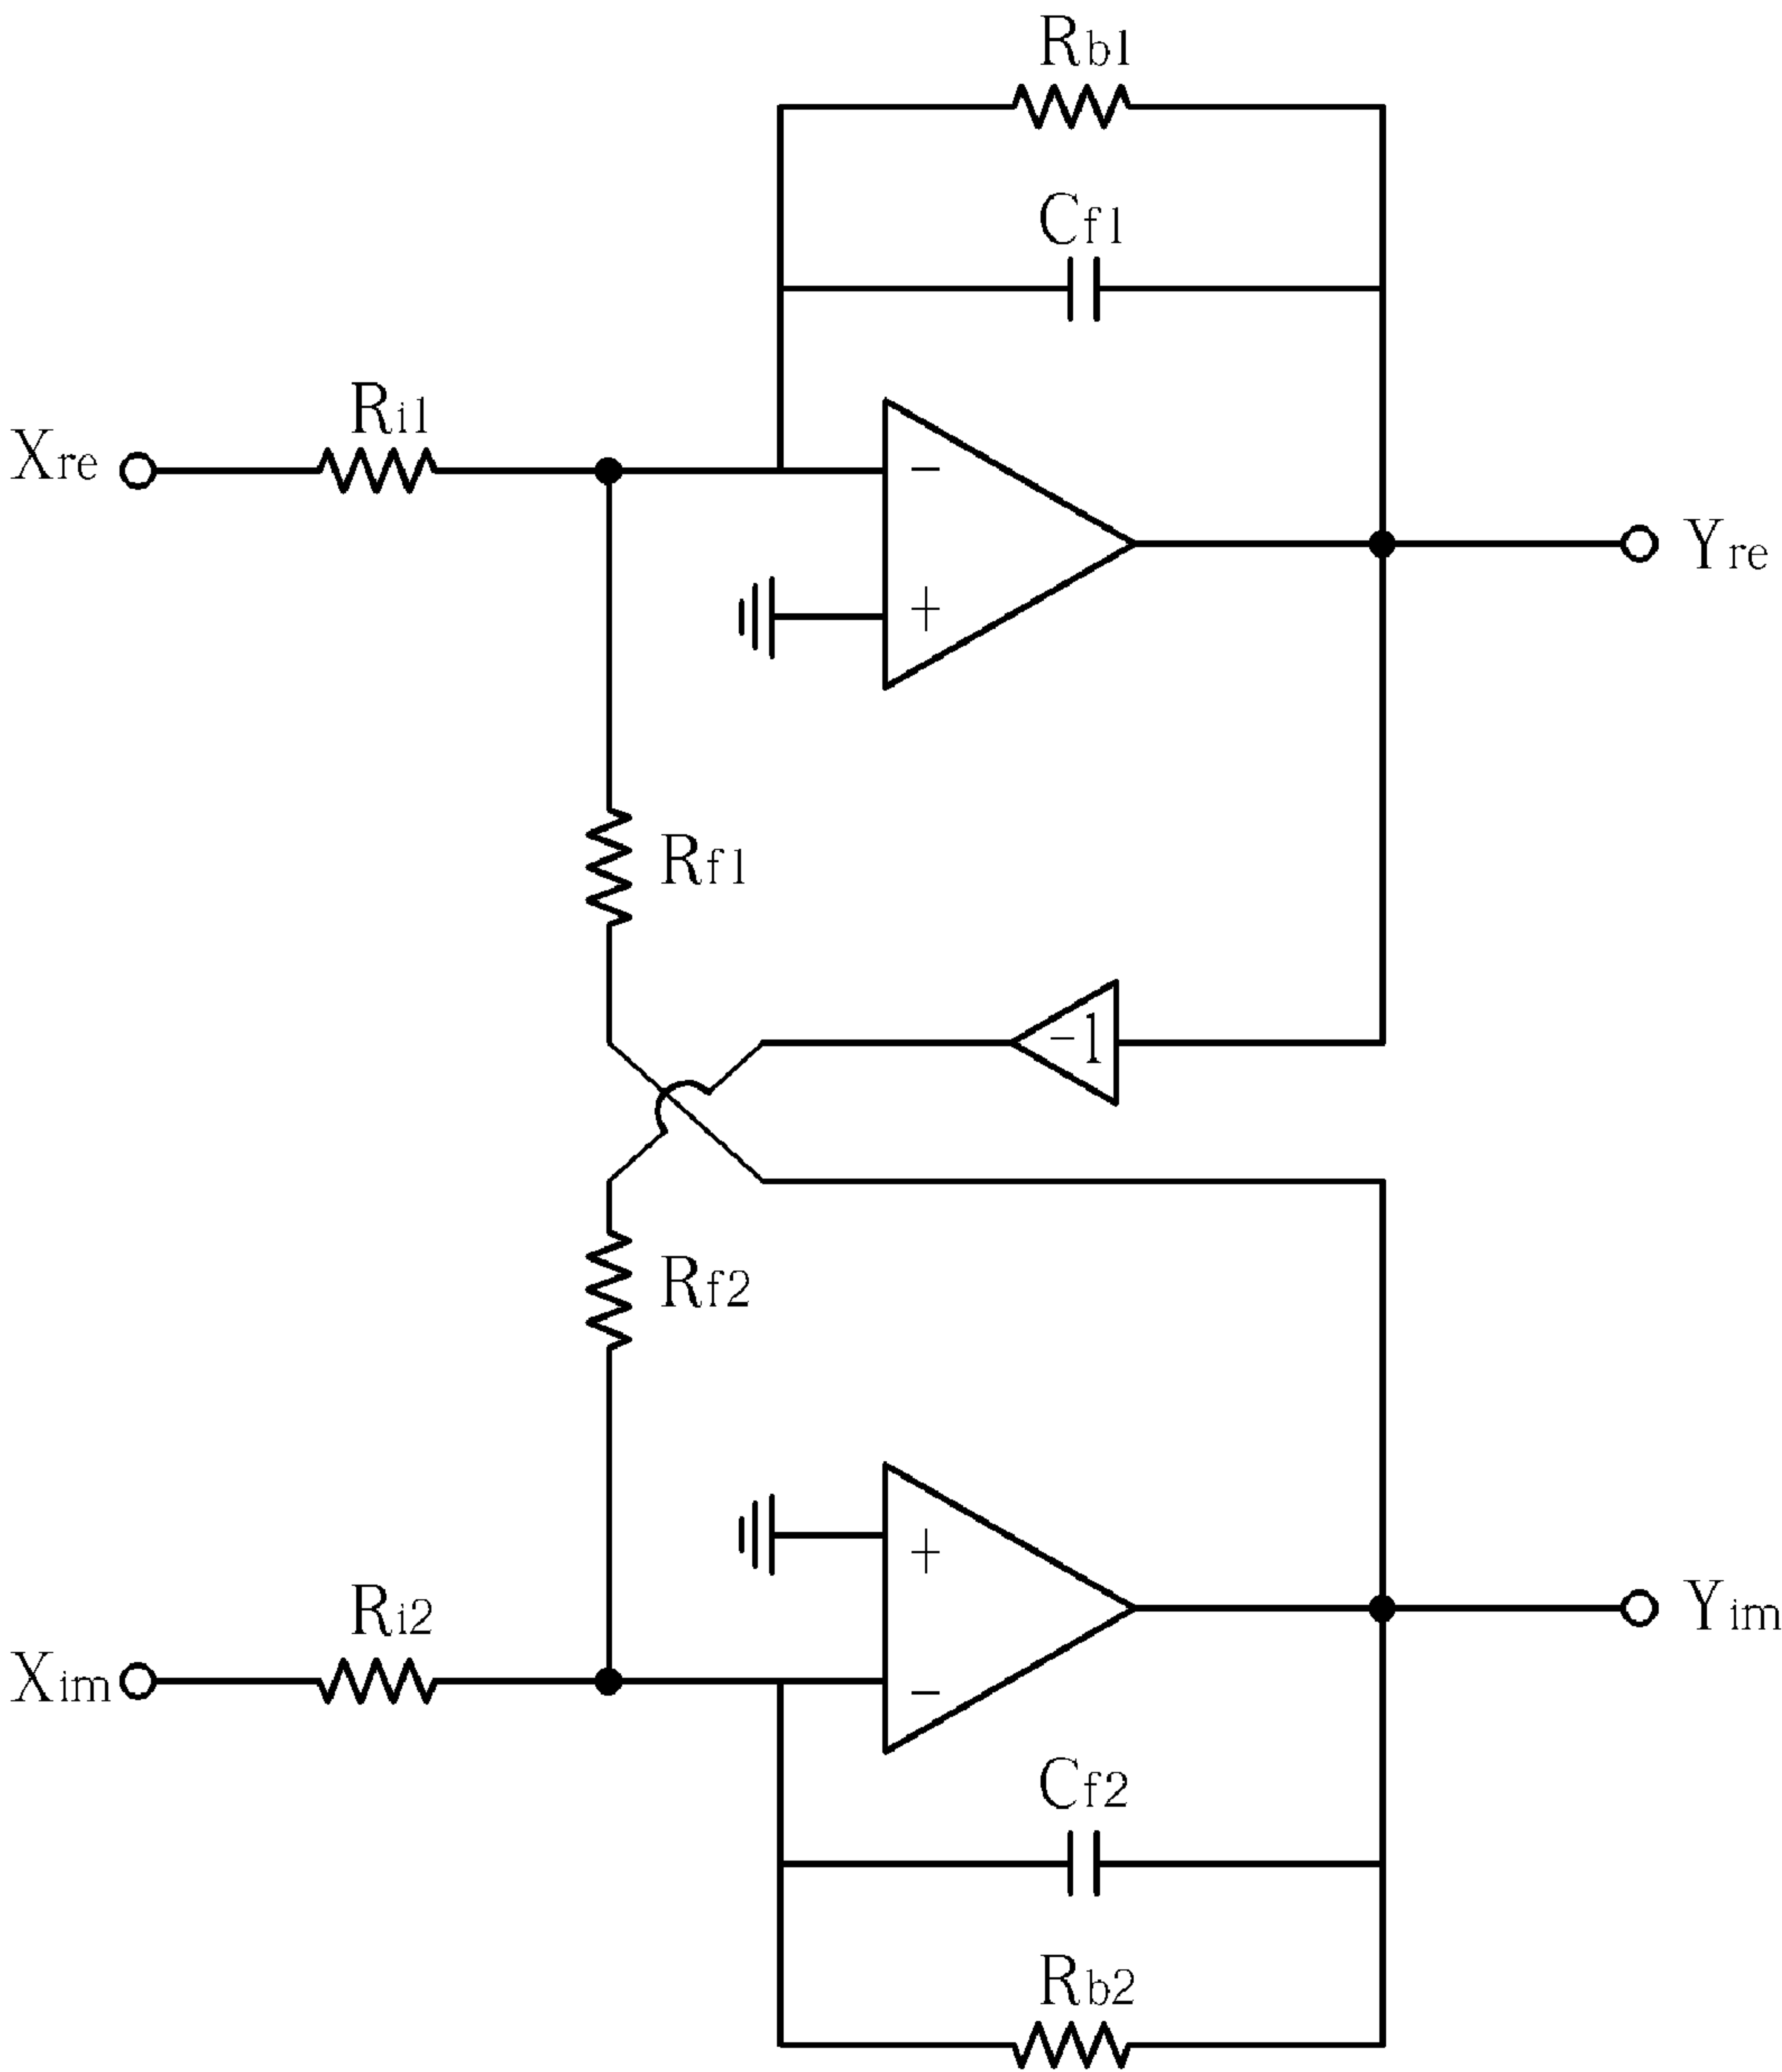 Rb1
Cf1
Ri1
Xre
−
Yre
+
Rf1
-1
Rf2
+
Ri2
Yim
Xim
−
Cf2
Rb2